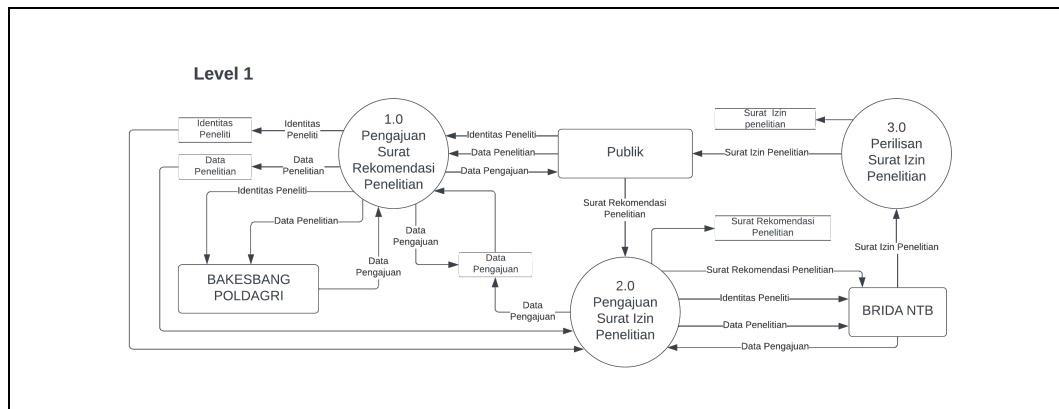 Level 1
Identitas
Peneliti
Identitas
Peneliti
Data
Penelitian
Data
Penelitian
Identitas Peneliti
Data Penelitian
BAKESBANG
POLDAGRI
Data
Pengajuan
1.0
Pengajuan
Surat
Rekomendasi
Penelitian
Identitas Peneliti
Data Penelitian
Data Pengajuan
Data
Pengajuan
Data
Pengajuan
Data
Pengajuan
Publik
Surat Rekomendasi
Penelitian
2.0
Pengajuan
Surat Izin
Penelitian
Surat Izin
penelitian
Surat Izin Penelitian
3.0
Perilisan
Surat Izin
Penelitian
Surat Rekomendasi
Penelitian
Surat Izin Penelitian
Surat Rekomendasi Penelitian
Identitas Peneliti
Data Penelitian
Data Pengajuan
BRIDA NTB